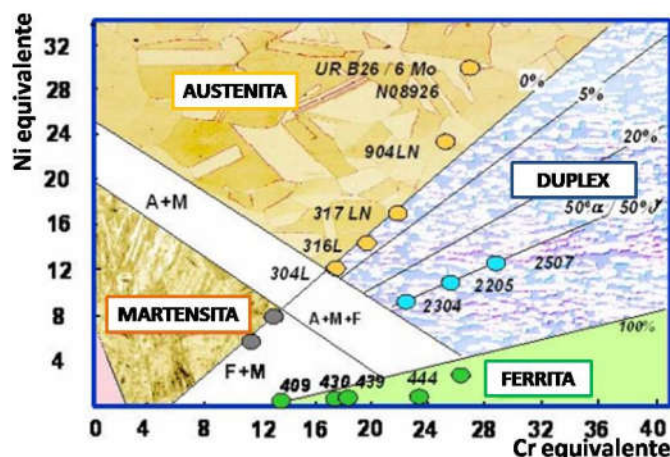 Ni equivalente
32
28
24
20
16
12
8
4
AUSTENITA
UR B26 / 6 Mo
N08926
904LN
317 LN
316L
304L
A+M
MARTENSITA
A+M+F
F+M
0%
5%
20%
DUPLEX
50%α 50%γ
2507
2205
2304
100%
409 430 439 444
FERRITA
0 4 8 12 16 20 24 28 32 36 40
Cr equivalente